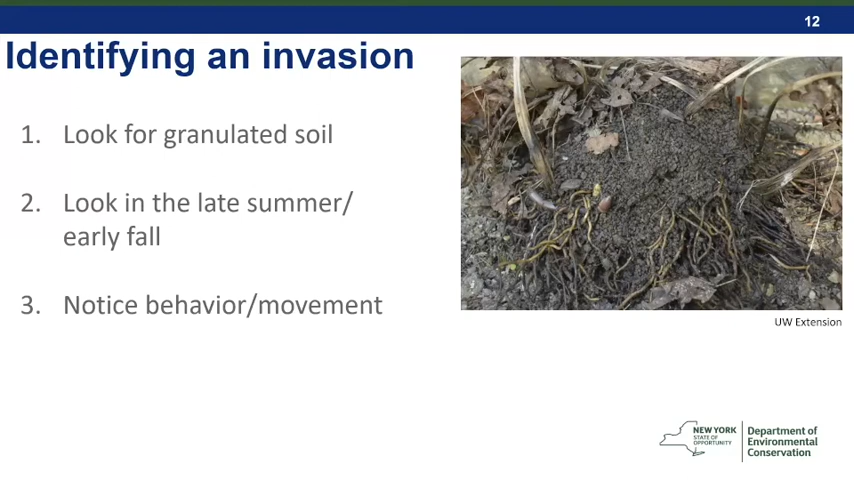 12
Identifying an invasion
1. Look for granulated soil
2. Look in the late summer/
early fall
3. Notice behavior/movement
UW Extension
NEW YORK
STATE OF
OPPORTUNITY
Department of
Environmental
Conservation